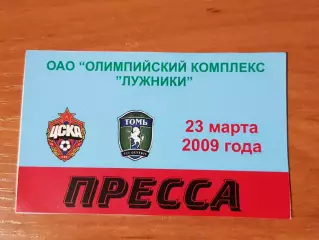 ОАО "ОЛИМПИЙСКИЙ КОМПЛЕКС
"ЛУЖНИКИ"
ЦСКА
ТОМЬ
23 марта
2009 года
ПРЕССА